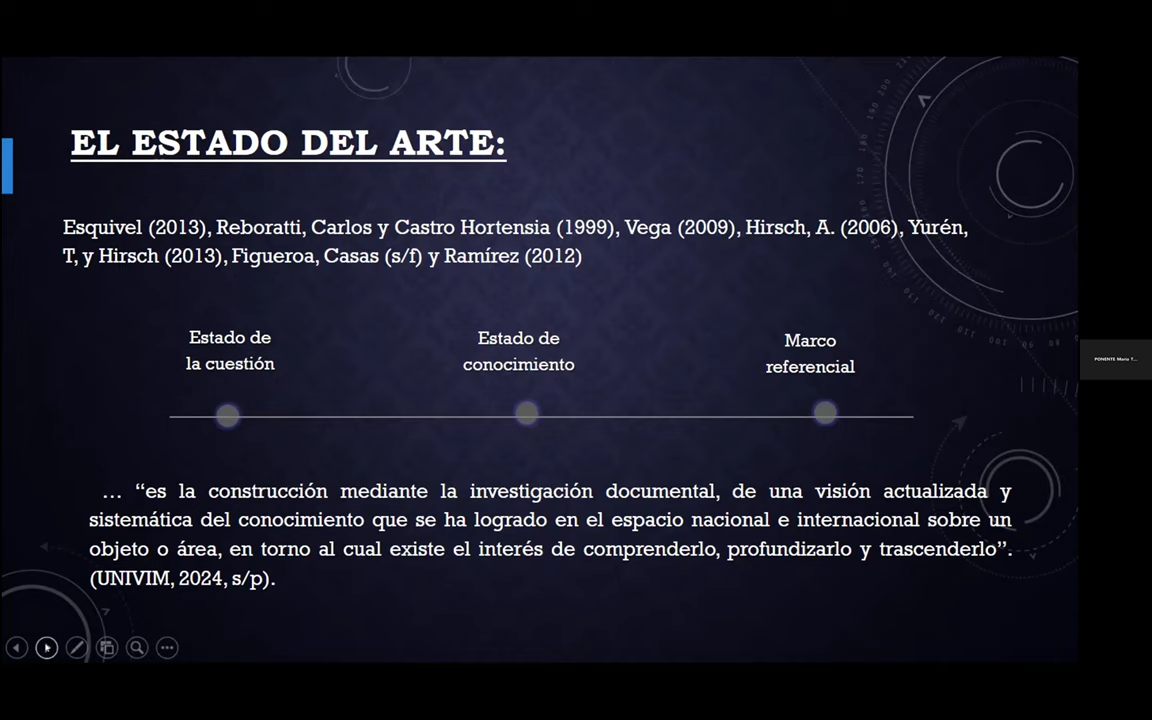 EL ESTADO DEL ARTE:
Esquivel (2013), Reboratti, Carlos y Castro Hortensia (1999), Vega (2009), Hirsch, A. (2006), Yurén,
T, y Hirsch (2013), Figueroa, Casas (s/f) y Ramírez (2012)
Estado de
la cuestión
Estado de
conocimiento
Marco
referencial
… “es la construcción mediante la investigación documental, de una visión actualizada y
sistemática del conocimiento que se ha logrado en el espacio nacional e internacional sobre un
objeto o área, en torno al cual existe el interés de comprenderlo, profundizarlo y trascenderlo”.
(UNIVIM, 2024, s/p).
PONENTE Maria T...